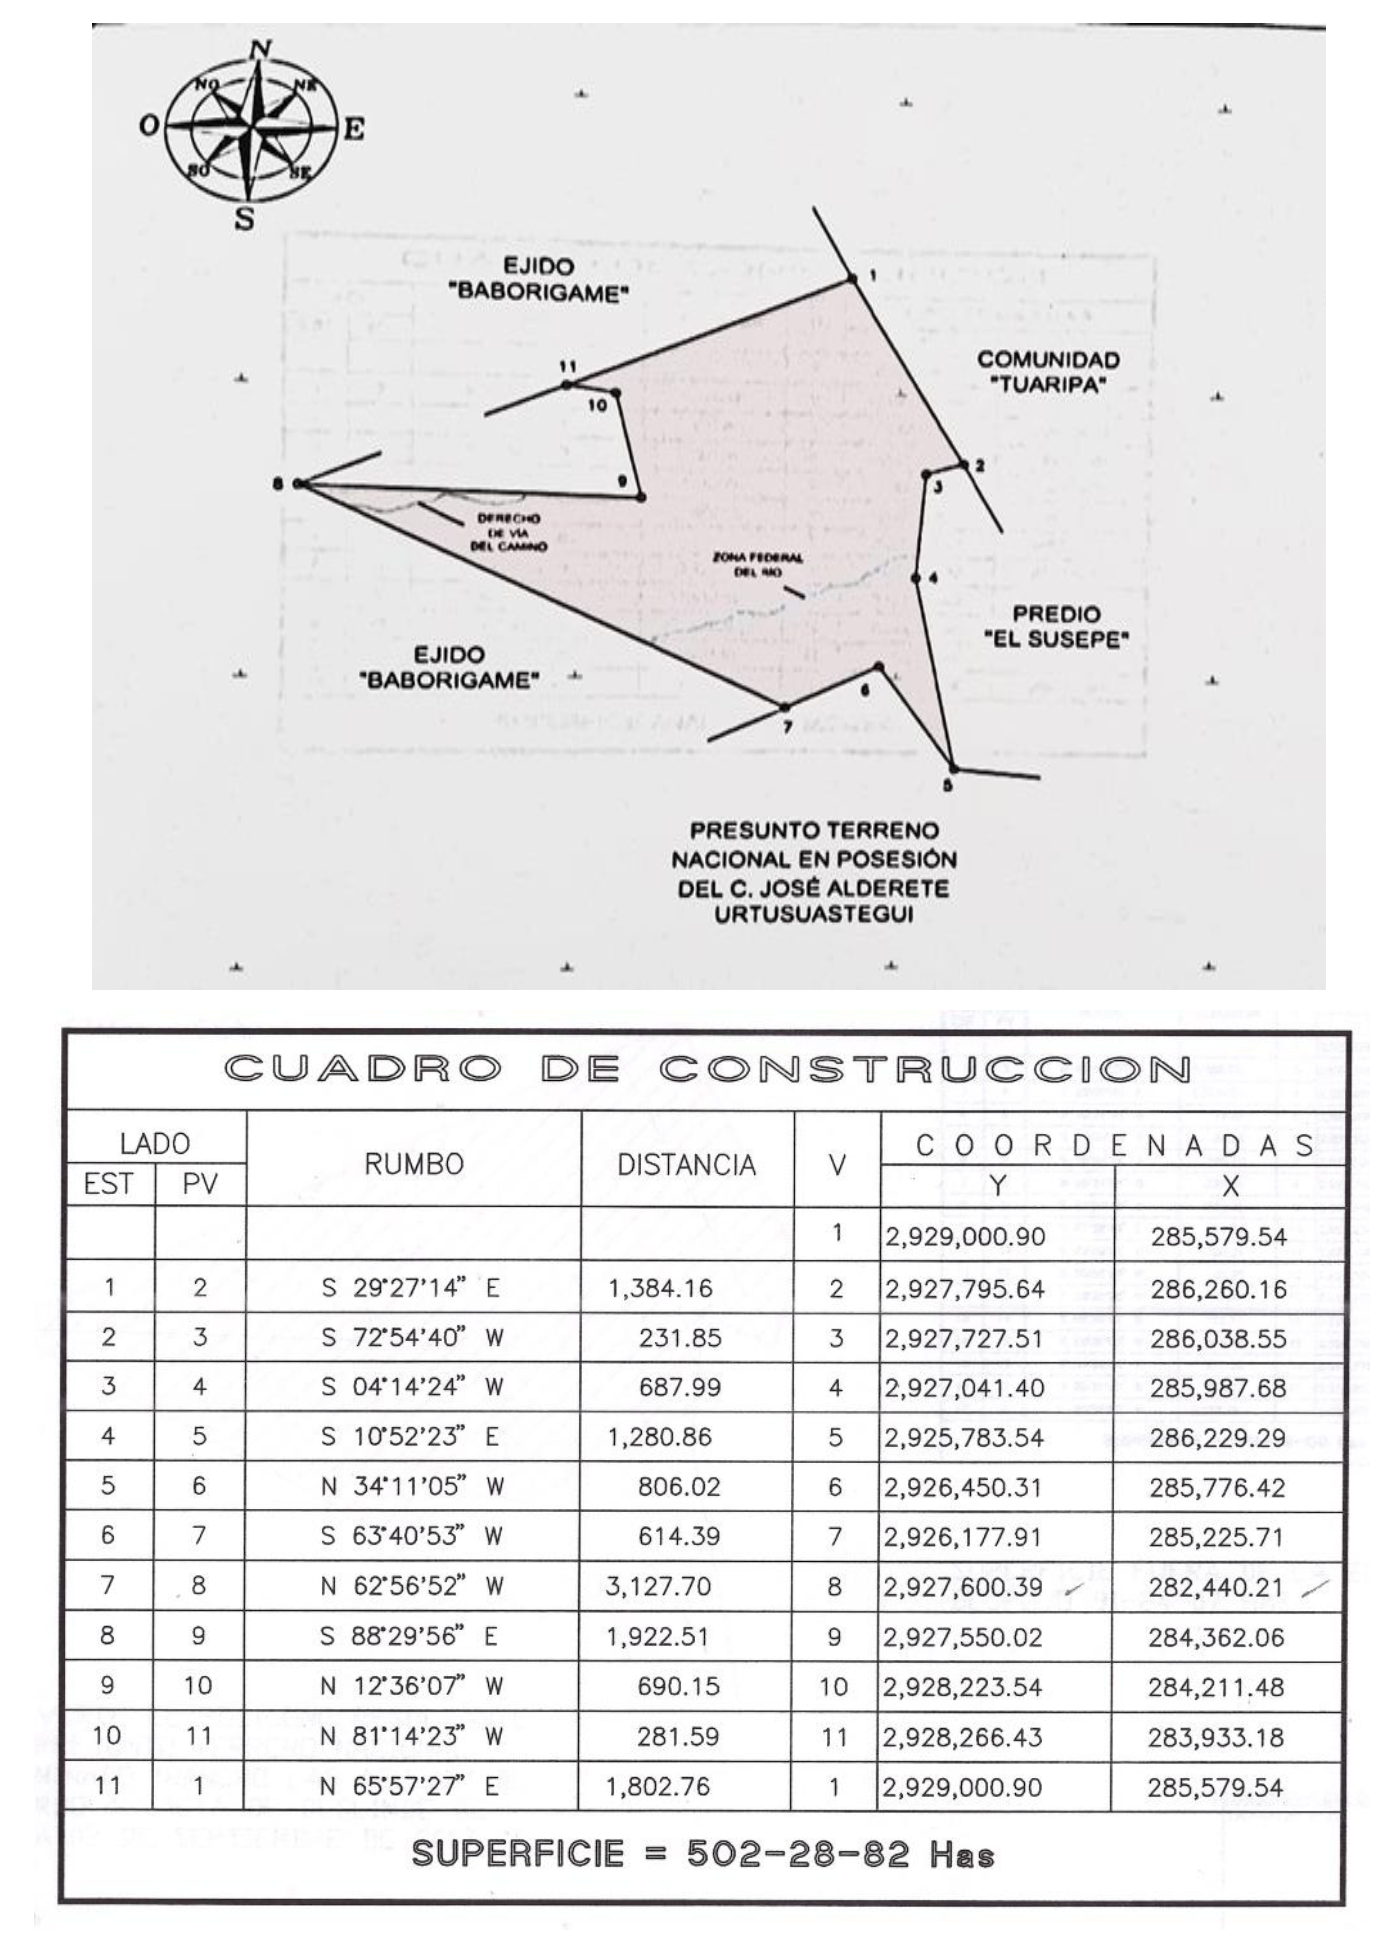 N
NO NE
O E
SO SE
S
EJIDO
"BABORIGAME"
1
COMUNIDAD
"TUARIPA"
11
10
2
3
8
9
DERECHO
DE VÍA
DEL CAMINO
ZONA FEDERAL
DEL RÍO
4
PREDIO
"EL SUSEPE"
EJIDO
"BABORIGAME"
6
7
5
PRESUNTO TERRENO
NACIONAL EN POSESIÓN
DEL C. JOSÉ ALDERETE
URTUSUASTEGUI
CUADRO DE CONSTRUCCION
LADO RUMBO DISTANCIA V COORDENADAS
EST PV Y X
1 2,929,000.90 285,579.54
1 2 S 29°27'14" E 1,384.16 2 2,927,795.64 286,260.16
2 3 S 72°54'40" W 231.85 3 2,927,727.51 286,038.55
3 4 S 04°14'24" W 687.99 4 2,927,041.40 285,987.68
4 5 S 10°52'23" E 1,280.86 5 2,925,783.54 286,229.29
5 6 N 34°11'05" W 806.02 6 2,926,450.31 285,776.42
6 7 S 63°40'53" W 614.39 7 2,926,177.91 285,225.71
7 8 N 62°56'52" W 3,127.70 8 2,927,600.39 282,440.21
8 9 S 88°29'56" E 1,922.51 9 2,927,550.02 284,362.06
9 10 N 12°36'07" W 690.15 10 2,928,223.54 284,211.48
10 11 N 81°14'23" W 281.59 11 2,928,266.43 283,933.18
11 1 N 65°57'27" E 1,802.76 1 2,929,000.90 285,579.54
SUPERFICIE = 502-28-82 Has